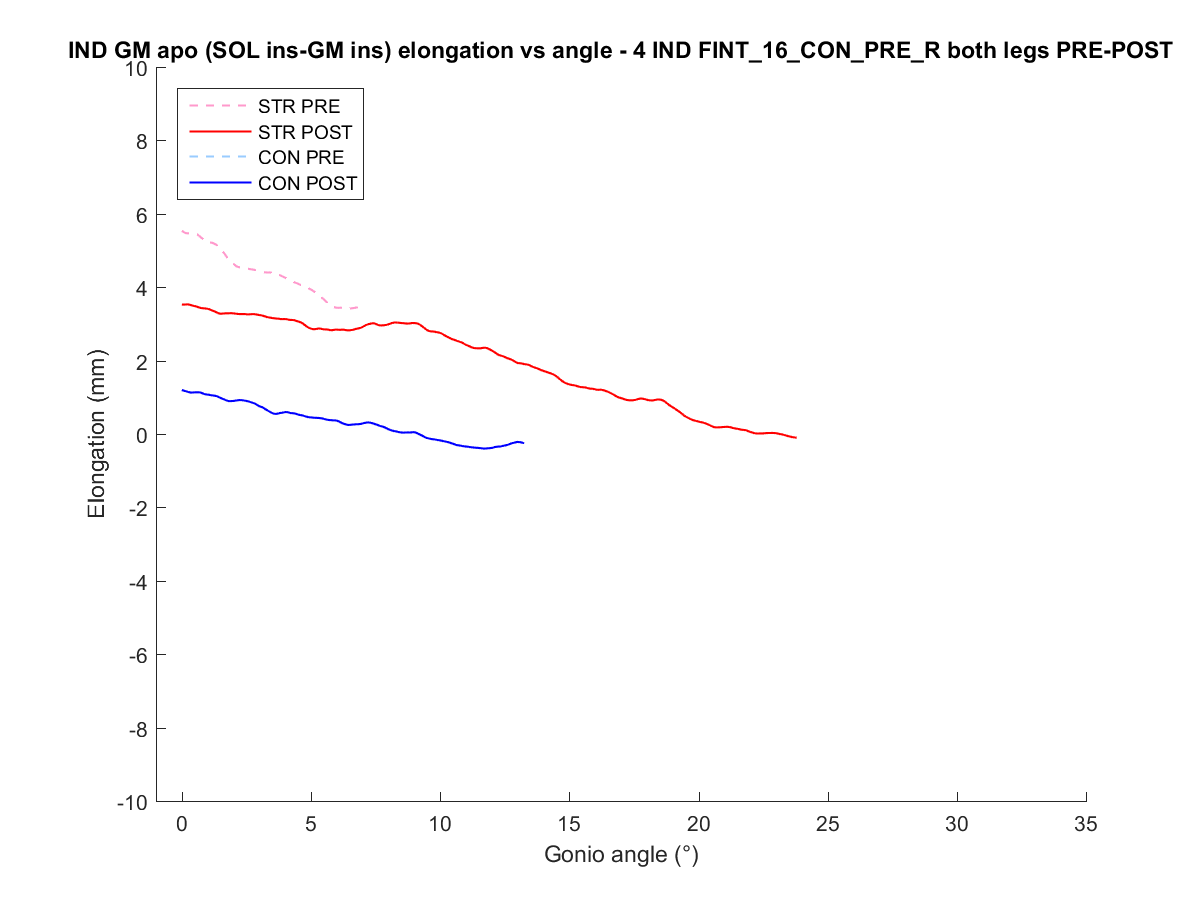 IND GM apo (SOL ins-GM ins) elongation vs angle - 4 IND FINT_16_CON_PRE_R both legs PRE-POST
STR PRE
STR POST
CON PRE
CON POST
10
8
6
4
2
0
-2
-4
-6
-8
-10
Elongation (mm)
0 5 10 15 20 25 30 35
Gonio angle (°)